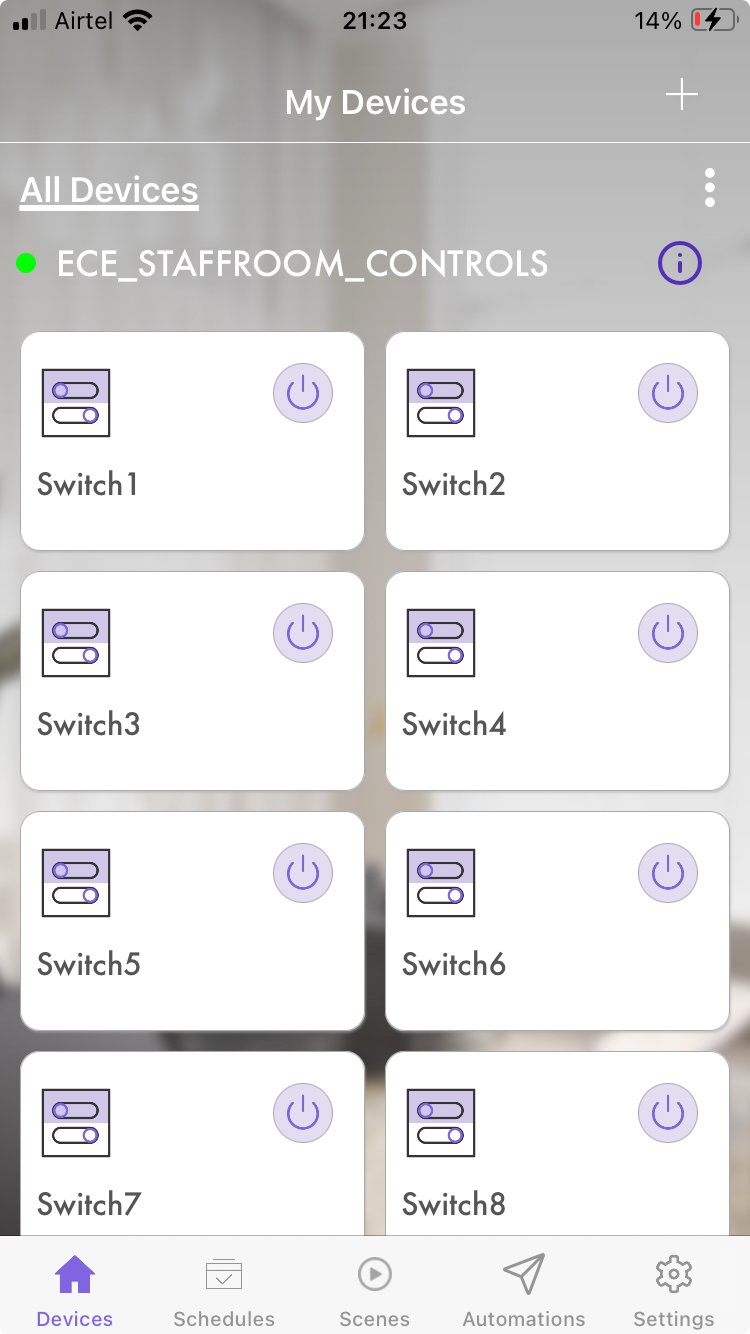 Airtel 21:23 14%
My Devices
All Devices
ECE_STAFFROOM_CONTROLS
Switch1 Switch2
Switch3 Switch4
Switch5 Switch6
Switch7 Switch8
Devices Schedules Scenes Automations Settings